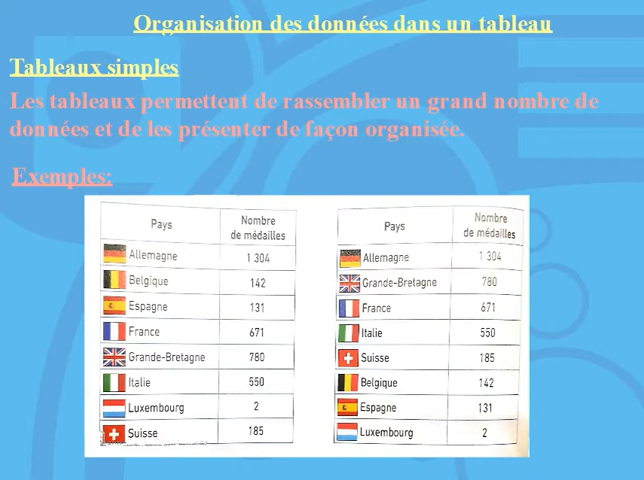 Organisation des données dans un tableau
Tableaux simples
Les tableaux permettent de rassembler un grand nombre de
données et de les présenter de façon organisée.
Exemples:
Pays Nombre
de médailles
Allemagne 1 304
Belgique 142
Espagne 131
France 671
Grande-Bretagne 780
Italie 550
Luxembourg 2
Suisse 185
Pays Nombre
de médailles
Allemagne 1 304
Grande-Bretagne 780
France 671
Italie 550
Suisse 185
Belgique 142
Espagne 131
Luxembourg 2